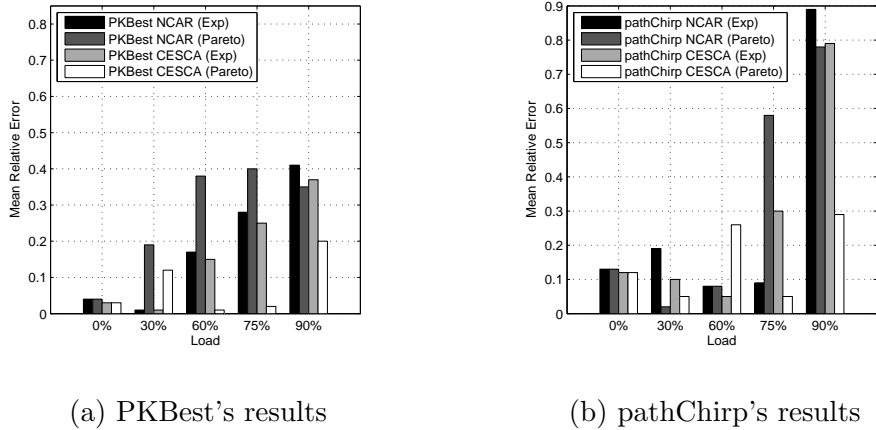 PKBest NCAR (Exp)
PKBest NCAR (Pareto)
PKBest CESCA (Exp)
PKBest CESCA (Pareto)
0.8
0.7
0.6
0.5
0.4
0.3
0.2
0.1
0
Mean Relative Error
0% 30% 60% 75% 90%
Load
(a) PKBest's results
pathChirp NCAR (Exp)
pathChirp NCAR (Pareto)
pathChirp CESCA (Exp)
pathChirp CESCA (Pareto)
0.9
0.8
0.7
0.6
0.5
0.4
0.3
0.2
0.1
0
Mean Relative Error
0% 30% 60% 75% 90%
Load
(b) pathChirp's results